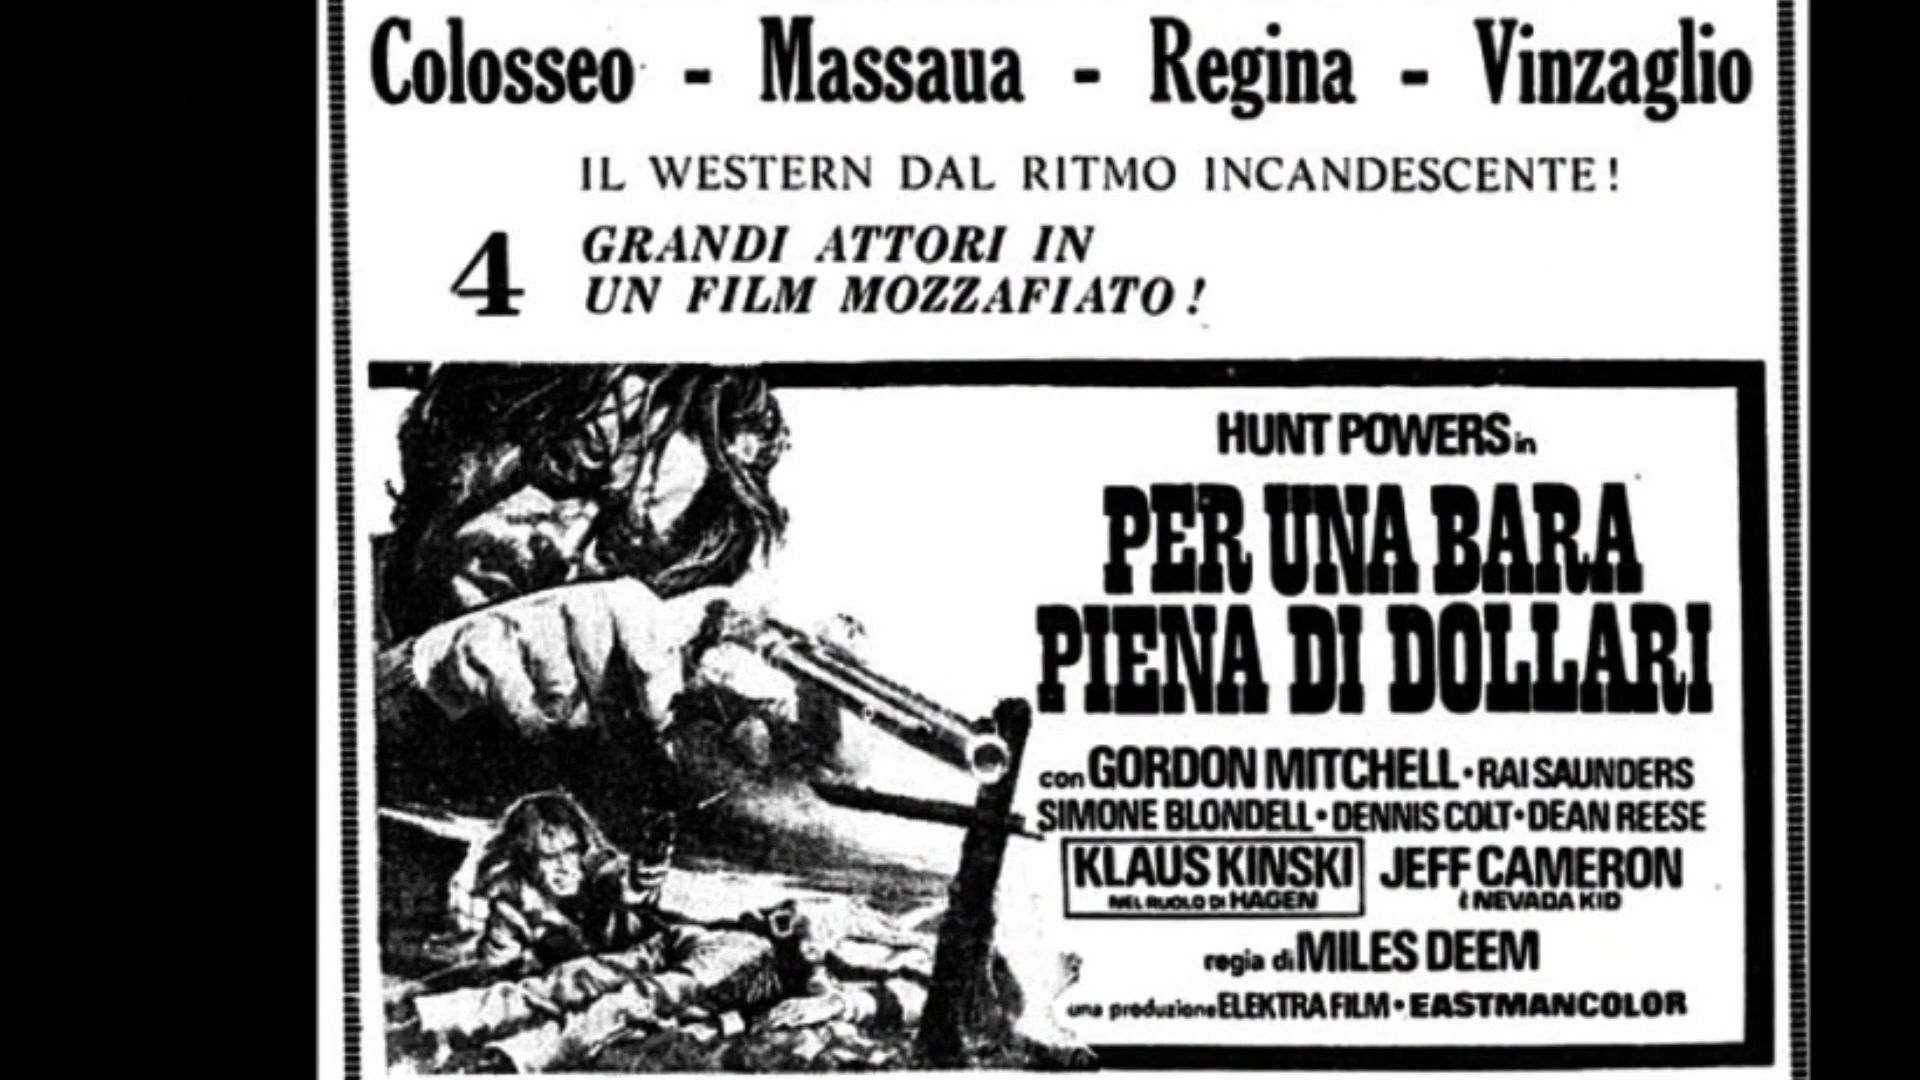 Colosseo - Massaua - Regina - Vinzaglio
IL WESTERN DAL RITMO INCANDESCENTE!
4 GRANDI ATTORI IN
UN FILM MOZZAFIATO!
HUNT POWERS in
PER UNA BARA
PIENA DI DOLLARI
con GORDON MITCHELL • RAI SAUNDERS
SIMONE BLONDELL • DENNIS COLT • DEAN REESE
KLAUS KINSKI JEFF CAMERON
NEL RUOLO DI HAGEN È NEVADA KID
regia di MILES DEEM
una produzione ELEKTRA FILM • EASTMANCOLOR